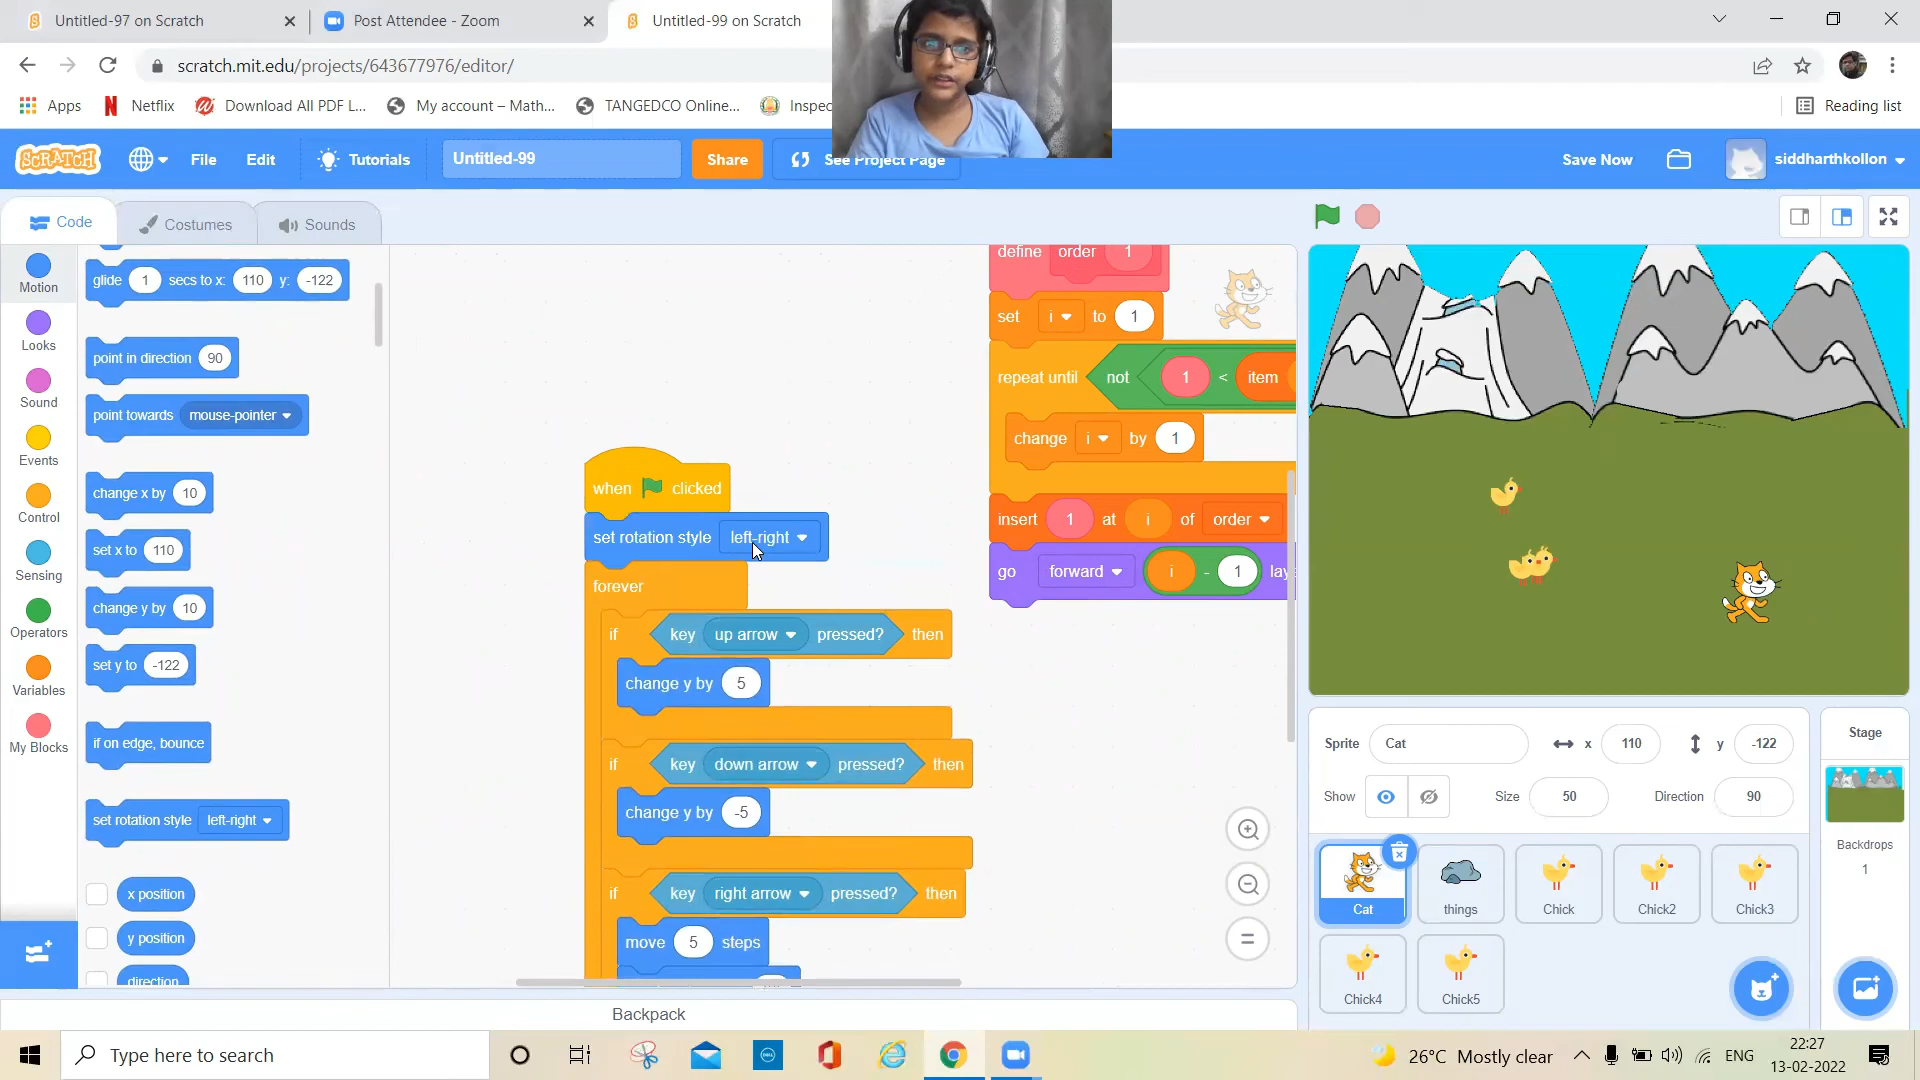 Untitled-97 on Scratch
Post Attendee - Zoom
Untitled-99 on Scratch
scratch.mit.edu/projects/643677976/editor/
Apps
Netflix
Download All PDF L...
My account – Math...
TANGEDCO Online...
Inspec
Reading list
SCRATCH
File
Edit
Tutorials
Untitled-99
Share
See Project Page
Save Now
siddharthkollon
Code
Costumes
Sounds
Motion
Looks
Sound
Events
Control
Sensing
Operators
Variables
My Blocks
glide 1 secs to x: 110 y: -122
point in direction 90
point towards mouse-pointer
change x by 10
set x to 110
change y by 10
set y to -122
if on edge, bounce
set rotation style left-right
x position
y position
direction
when clicked
set rotation style left-right
forever
if key up arrow pressed? then
change y by 5
if key down arrow pressed? then
change y by -5
if key right arrow pressed? then
move 5 steps
define order 1
set i to 1
repeat until not 1 < item
change i by 1
insert 1 at i of order
go forward i - 1 lay
Backpack
Sprite Cat x 110 y -122
Show Size 50 Direction 90
Cat
things
Chick
Chick2
Chick3
Chick4
Chick5
Stage
Backdrops
1
Type here to search
DELL
26°C Mostly clear
ENG
22:27
13-02-2022